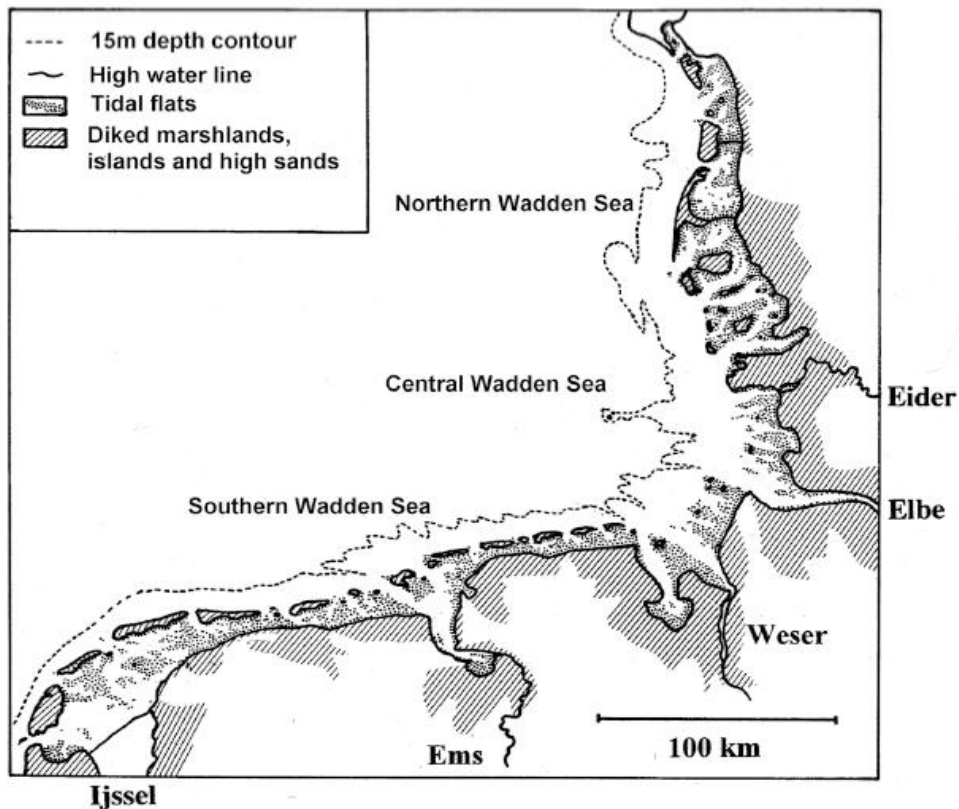 15m depth contour
High water line
Tidal flats
Diked marshlands,
islands and high sands
Northern Wadden Sea
Central Wadden Sea
Eider
Southern Wadden Sea
Elbe
Weser
100 km
Ems
Ijssel